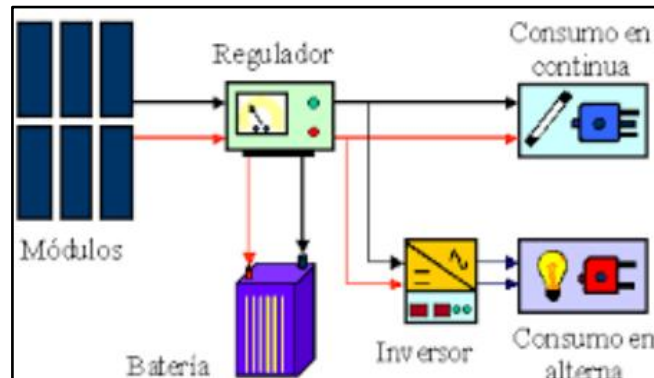 Regulador
Consumo en
continua
Módulos
Batería
Inversor
Consumo en
alterna